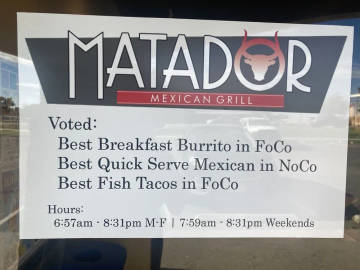 MATADOR
MEXICAN GRILL
Voted:
Best Breakfast Burrito in FoCo
Best Quick Serve Mexican in NoCo
Best Fish Tacos in FoCo
Hours:
6:57am - 8:31pm M-F | 7:59am - 8:31pm Weekends